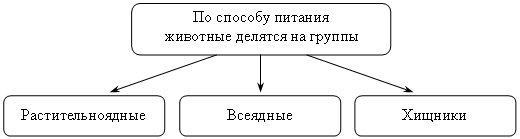 По способу питания
животные делятся на группы
Растительноядные
Всеядные
Хищники